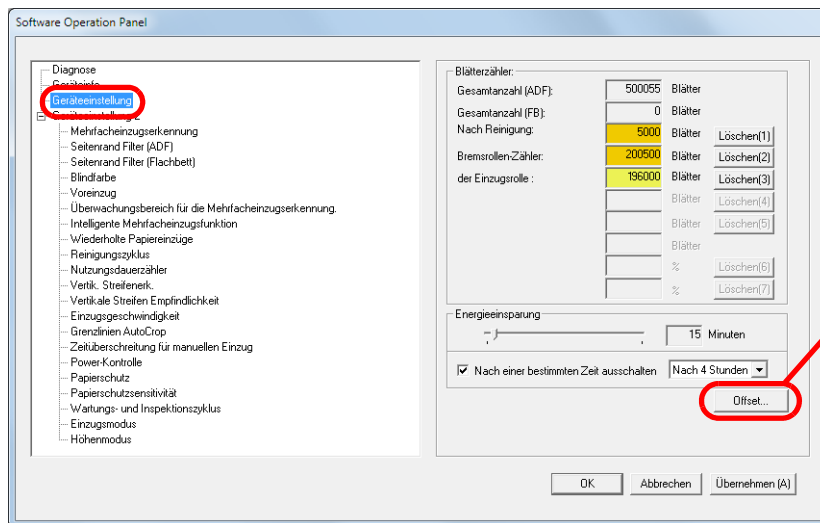 Software Operation Panel
Diagnose
Geräteinfo
Geräteeinstellung
Geräteeinstellung 2
Mehrfacheinzugserkennung
Seitenrand Filter (ADF)
Seitenrand Filter (Flachbett)
Blindfarbe
Voreinzug
Überwachungsbereich für die Mehrfacheinzugserkennung.
Intelligente Mehrfacheinzugsfunktion
Wiederholte Papiereinzüge
Reinigungszyklus
Nutzungsdauerzähler
Vertik. Streifenerk.
Vertikale Streifen Empfindlichkeit
Einzugsgeschwindigkeit
Grenzlinien AutoCrop
Zeitüberschreitung für manuellen Einzug
Power-Kontrolle
Papierschutz
Papierschutzsensitivität
Wartungs- und Inspektionszyklus
Einzugsmodus
Höhenmodus
Blätterzähler:
Gesamtanzahl (ADF): 500055 Blätter
Gesamtanzahl (FB): 0 Blätter
Nach Reinigung: 5000 Blätter Löschen(1)
Bremsrollen-Zähler: 200500 Blätter Löschen(2)
der Einzugsrolle : 196000 Blätter Löschen(3)
Blätter Löschen(4)
Blätter Löschen(5)
Blätter
% Löschen(6)
% Löschen(7)
Energieeinsparung
15 Minuten
Nach einer bestimmten Zeit ausschalten Nach 4 Stunden
Offset...
OK Abbrechen Übernehmen (A)